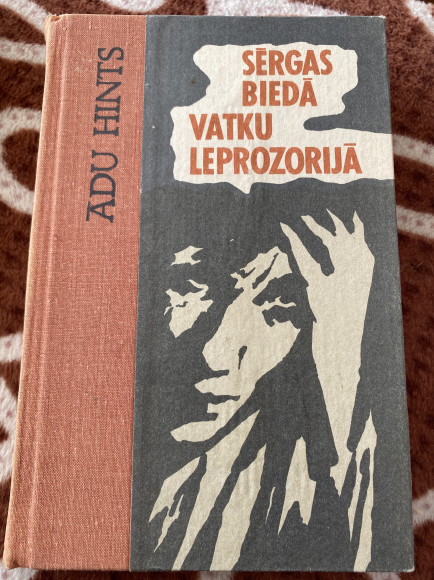 ADU HINTS
SĒRGAS
BIEDĀ
VATKU
LEPROZORIJĀ